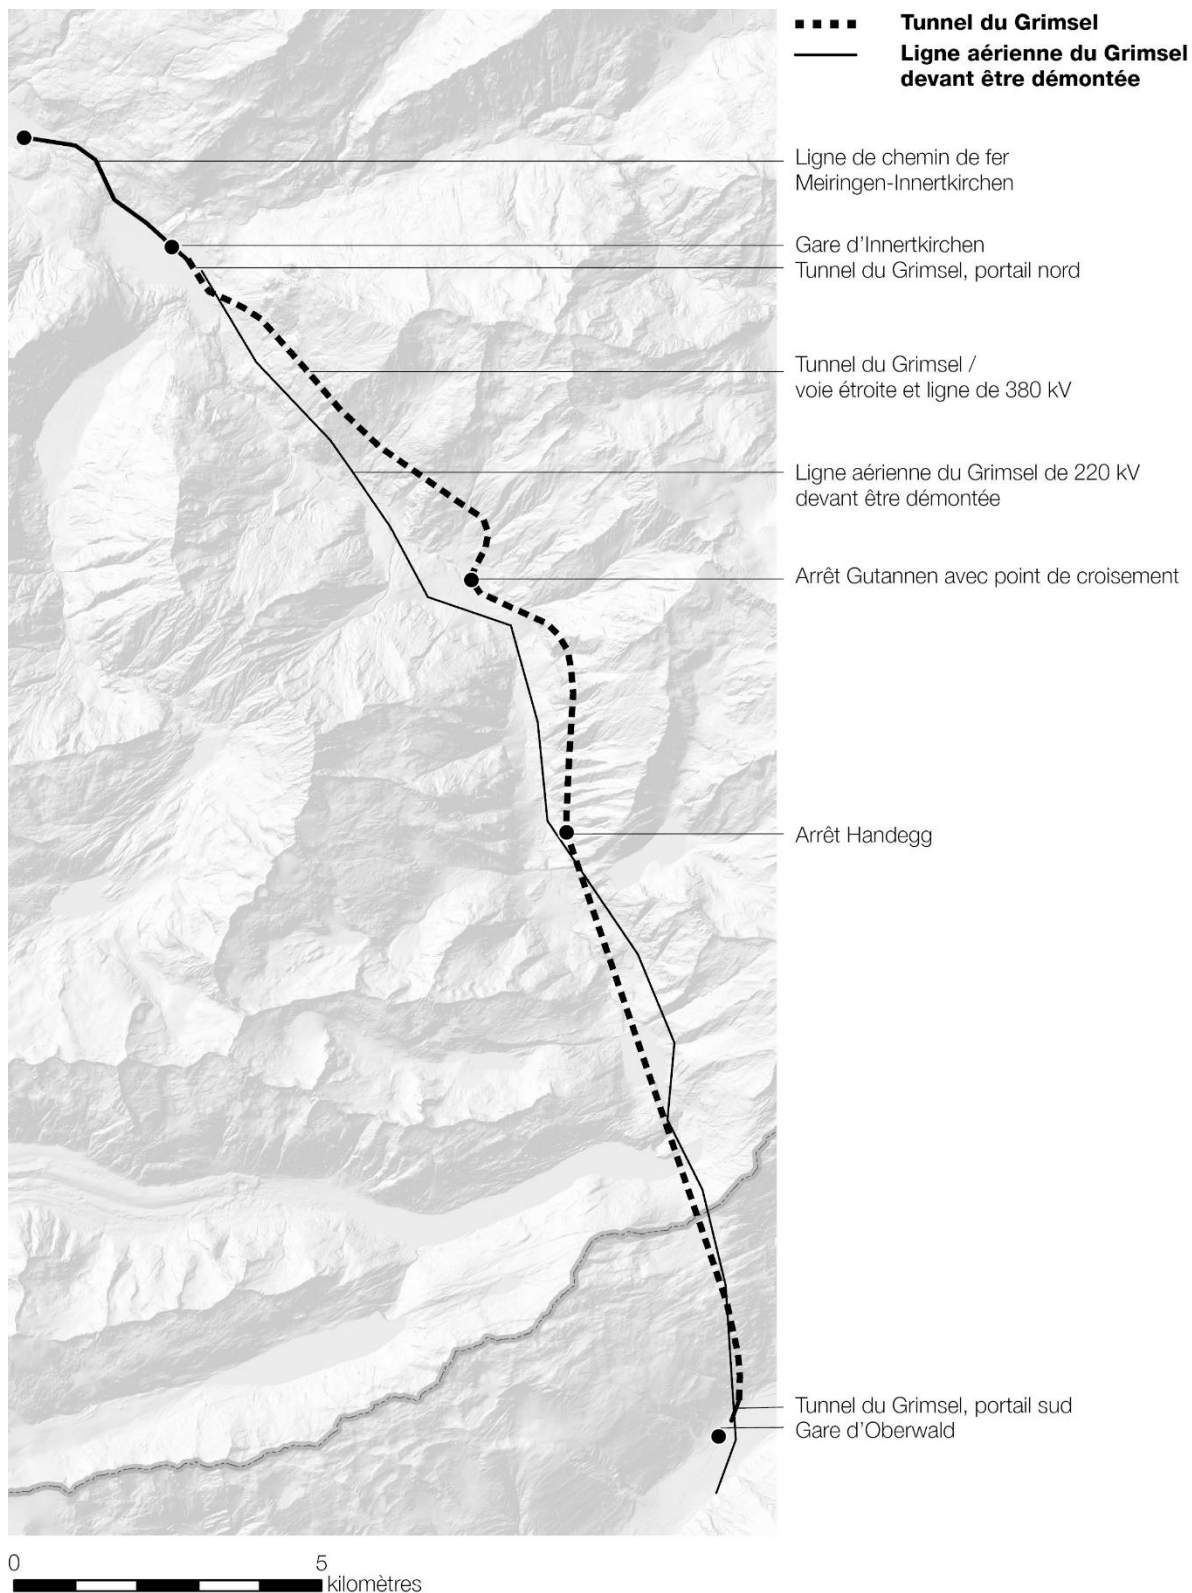 Tunnel du Grimsel
Ligne aérienne du Grimsel
devant être démontée
Ligne de chemin de fer
Meiringen-Innertkirchen
Gare d'Innertkirchen
Tunnel du Grimsel, portail nord
Tunnel du Grimsel /
voie étroite et ligne de 380 kV
Ligne aérienne du Grimsel de 220 kV
devant être démontée
Arrêt Gutannen avec point de croisement
Arrêt Handegg
Tunnel du Grimsel, portail sud
Gare d'Oberwald
0 5
kilomètres